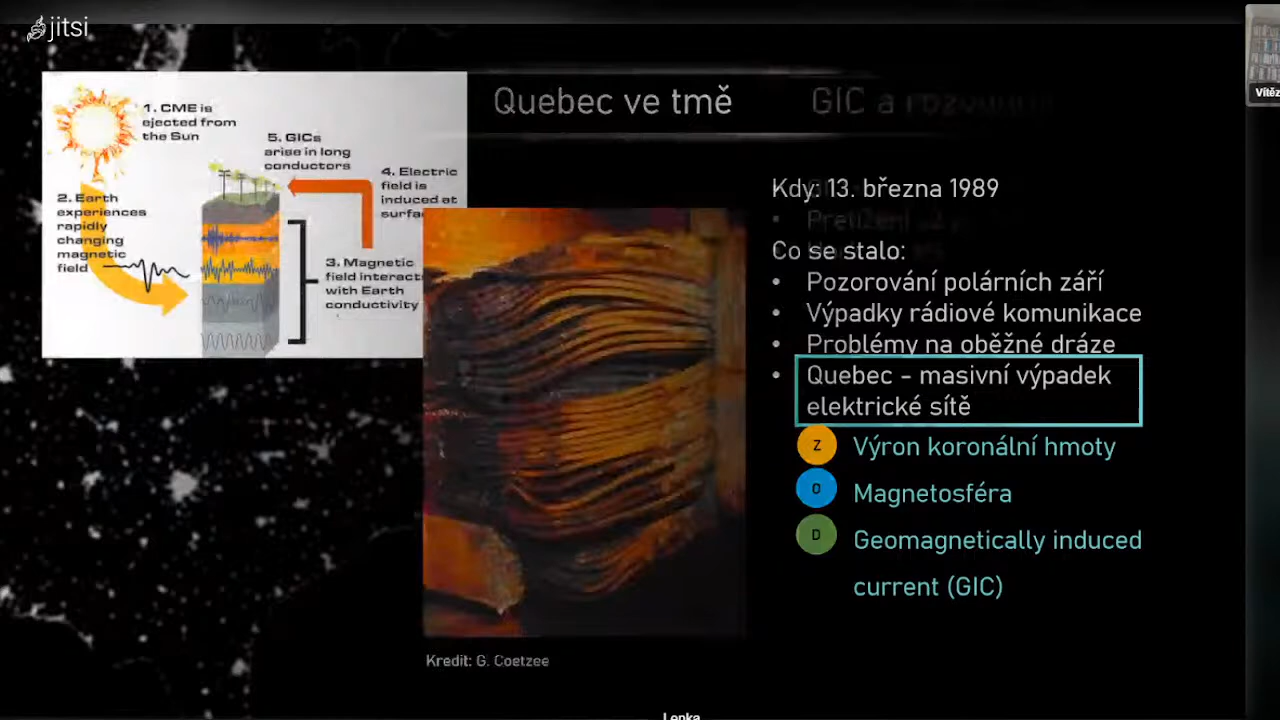 jitsi
1. CME is
ejected from
the Sun
5. GICs
arise in long
conductors
4. Electric
field is
induced at
2. Earth
experiences
rapidly
changing
magnetic
field
3. Magnetic
field
with Earth
conductivity
Quebec ve tmě
GIC a
Kdy: 13. března 1989
Co se stalo:
• Pozorování polárních září
• Výpadky rádiové komunikace
• Problémy na oběžné dráze
• Quebec - masivní výpadek
elektrické sítě
Z Výron koronální hmoty
O Magnetosféra
D Geomagnetically induced
current (GIC)
Kredit: G. Coetzee
Lenka